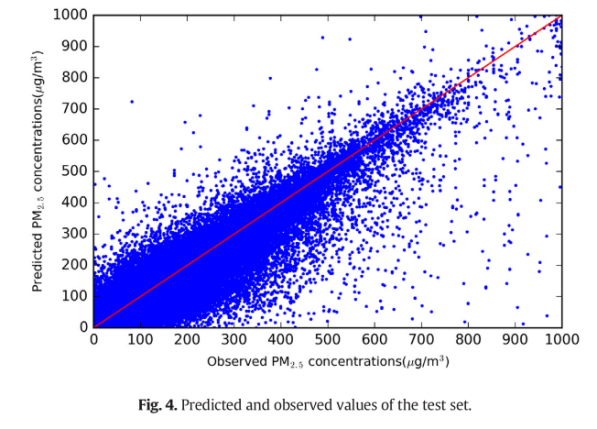 1000
900
800
700
600
500
400
300
200
100
0
Predicted PM2.5 concentrations(μg/m³)
0 100 200 300 400 500 600 700 800 900 1000
Observed PM2.5 concentrations(μg/m³)
Fig. 4. Predicted and observed values of the test set.